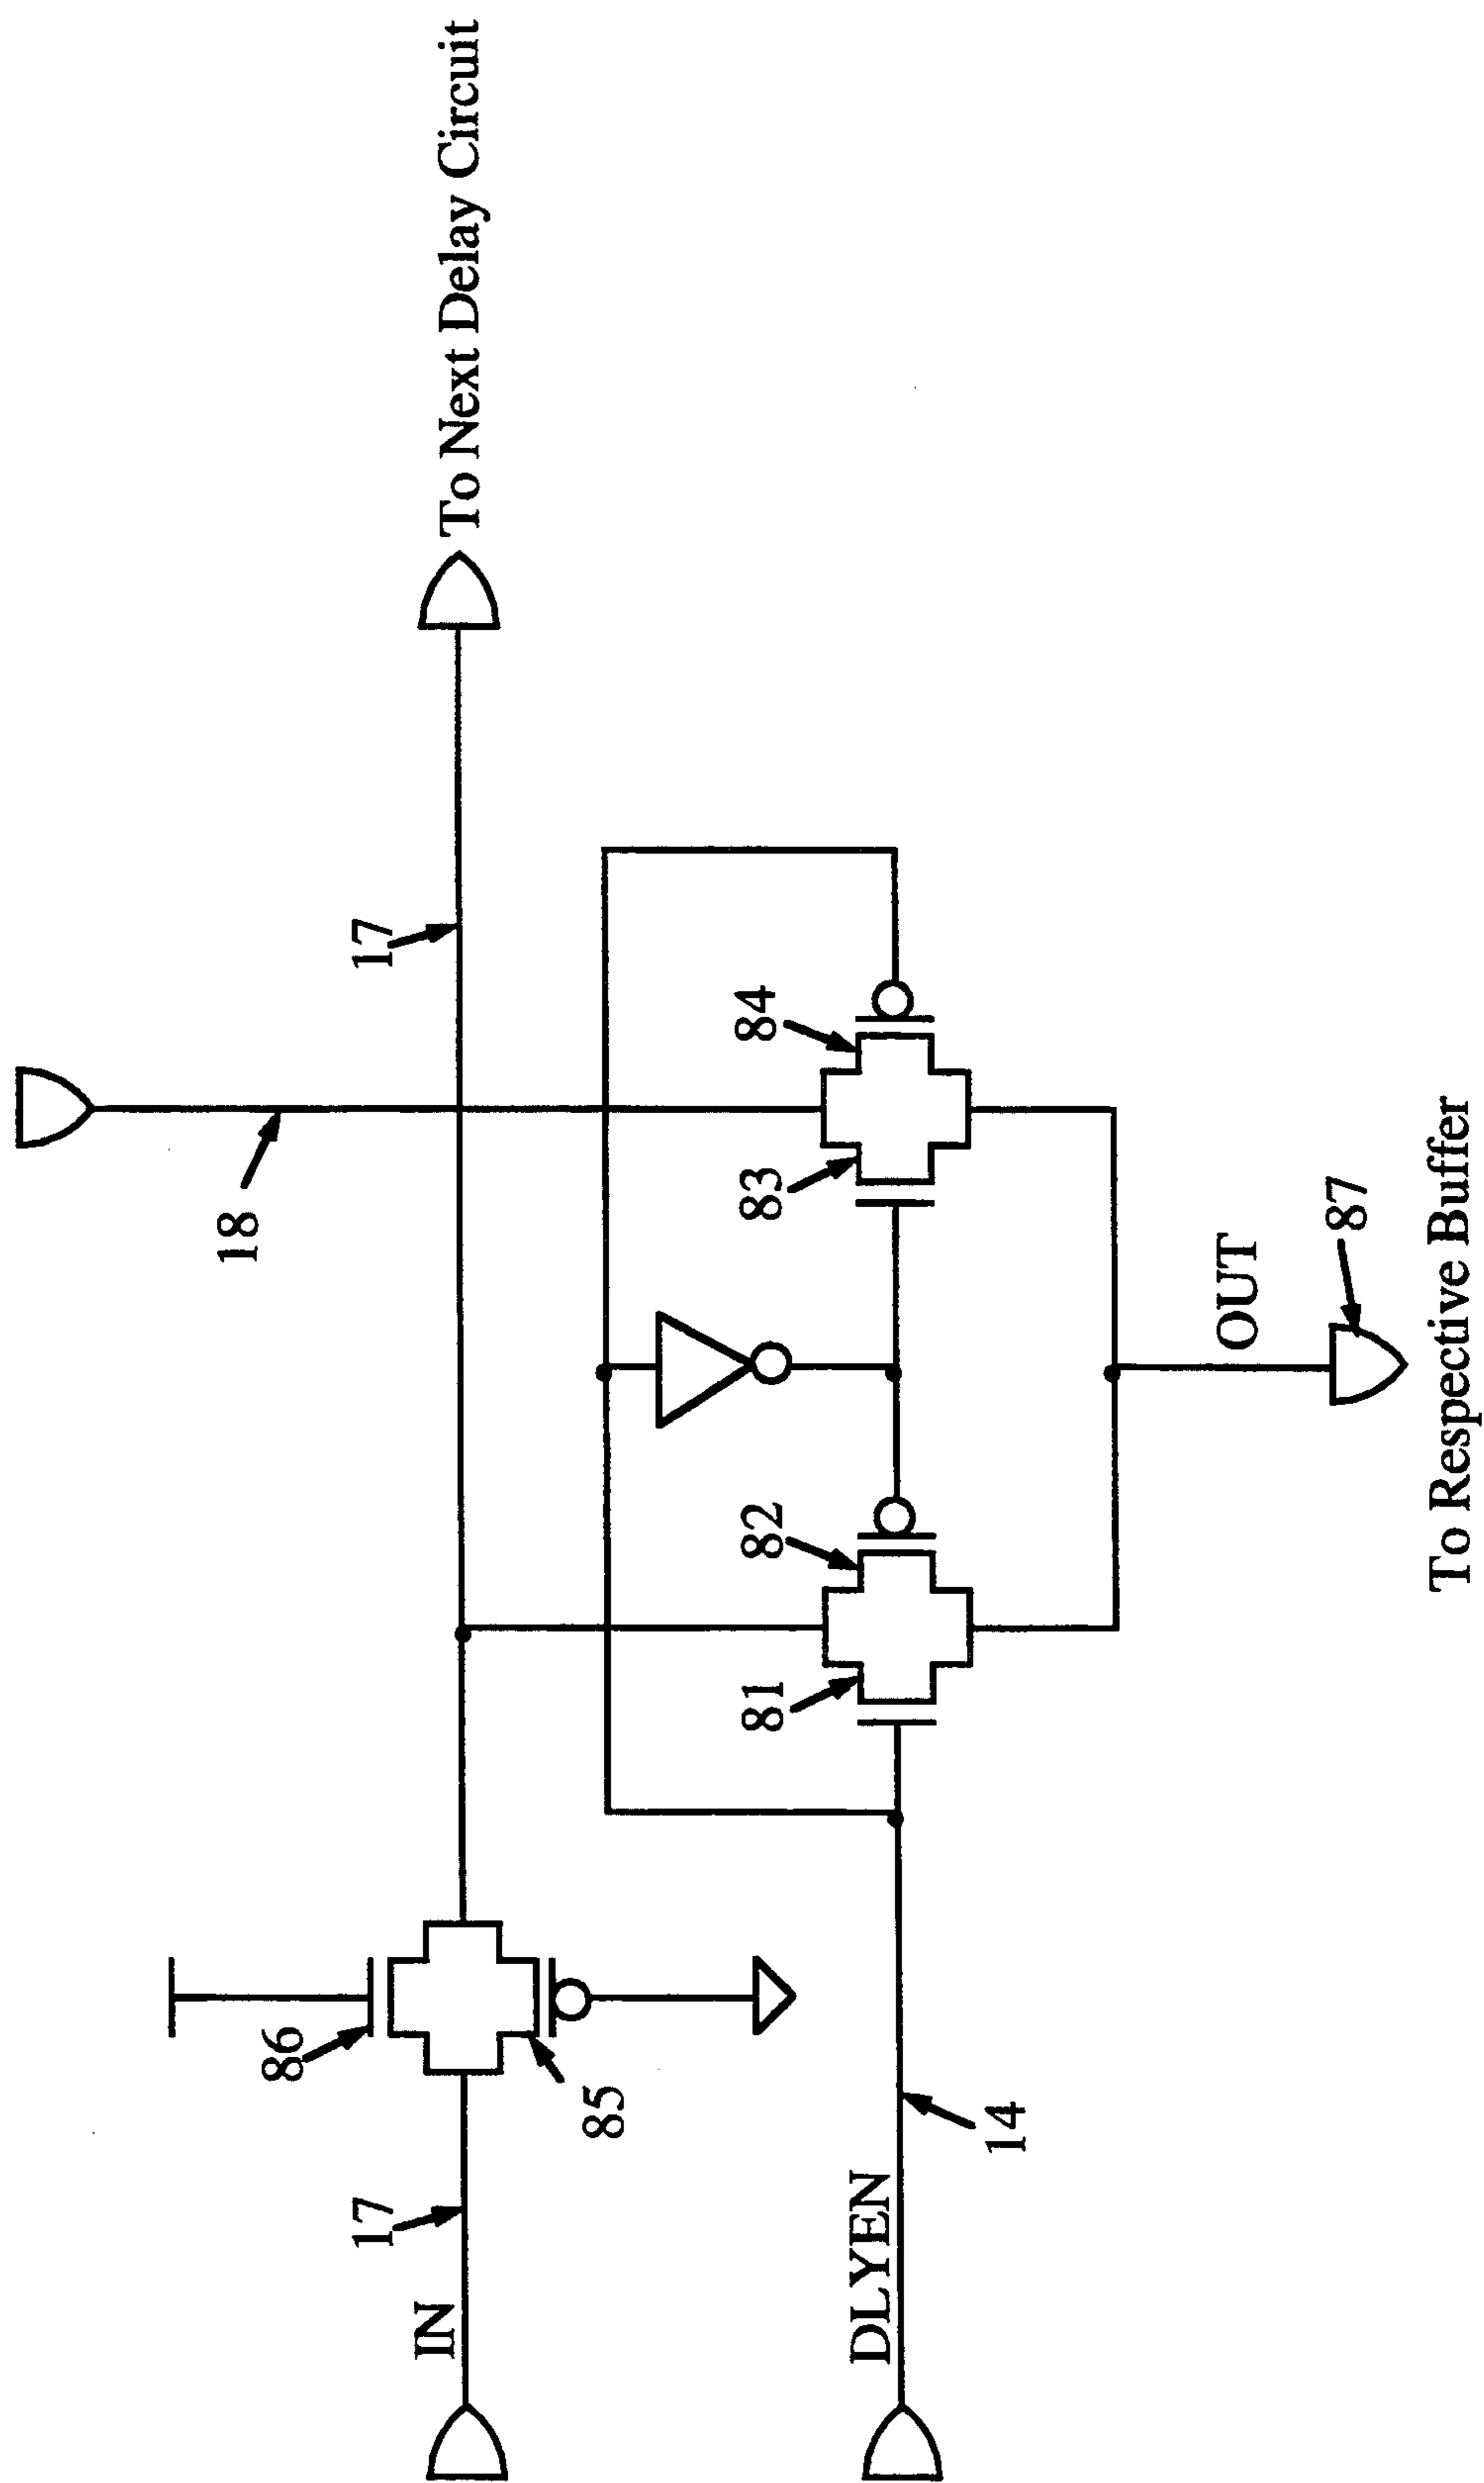 18
17
To Next Delay Circuit
86
17
IN
85
81
82
83
84
DLYEN
14
OUT
87
To Respective Buffer